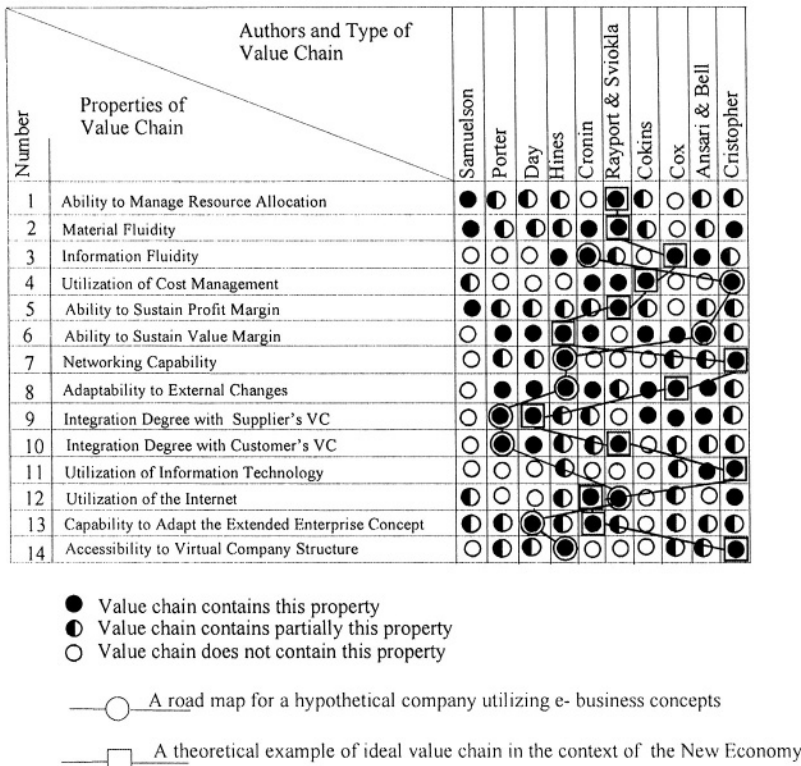 Authors and Type of
Value Chain
Properties of
Value Chain
Number
Samuelson
Porter
Day
Hines
Cronin
Rayport & Sviokla
Cokins
Cox
Ansari & Bell
Cristopher
1 Ability to Manage Resource Allocation
2 Material Fluidity
3 Information Fluidity
4 Utilization of Cost Management
5 Ability to Sustain Profit Margin
6 Ability to Sustain Value Margin
7 Networking Capability
8 Adaptability to External Changes
9 Integration Degree with Supplier's VC
10 Integration Degree with Customer's VC
11 Utilization of Information Technology
12 Utilization of the Internet
13 Capability to Adapt the Extended Enterprise Concept
14 Accessibility to Virtual Company Structure
Value chain contains this property
Value chain contains partially this property
Value chain does not contain this property
A road map for a hypothetical company utilizing e- business concepts
A theoretical example of ideal value chain in the context of the New Economy